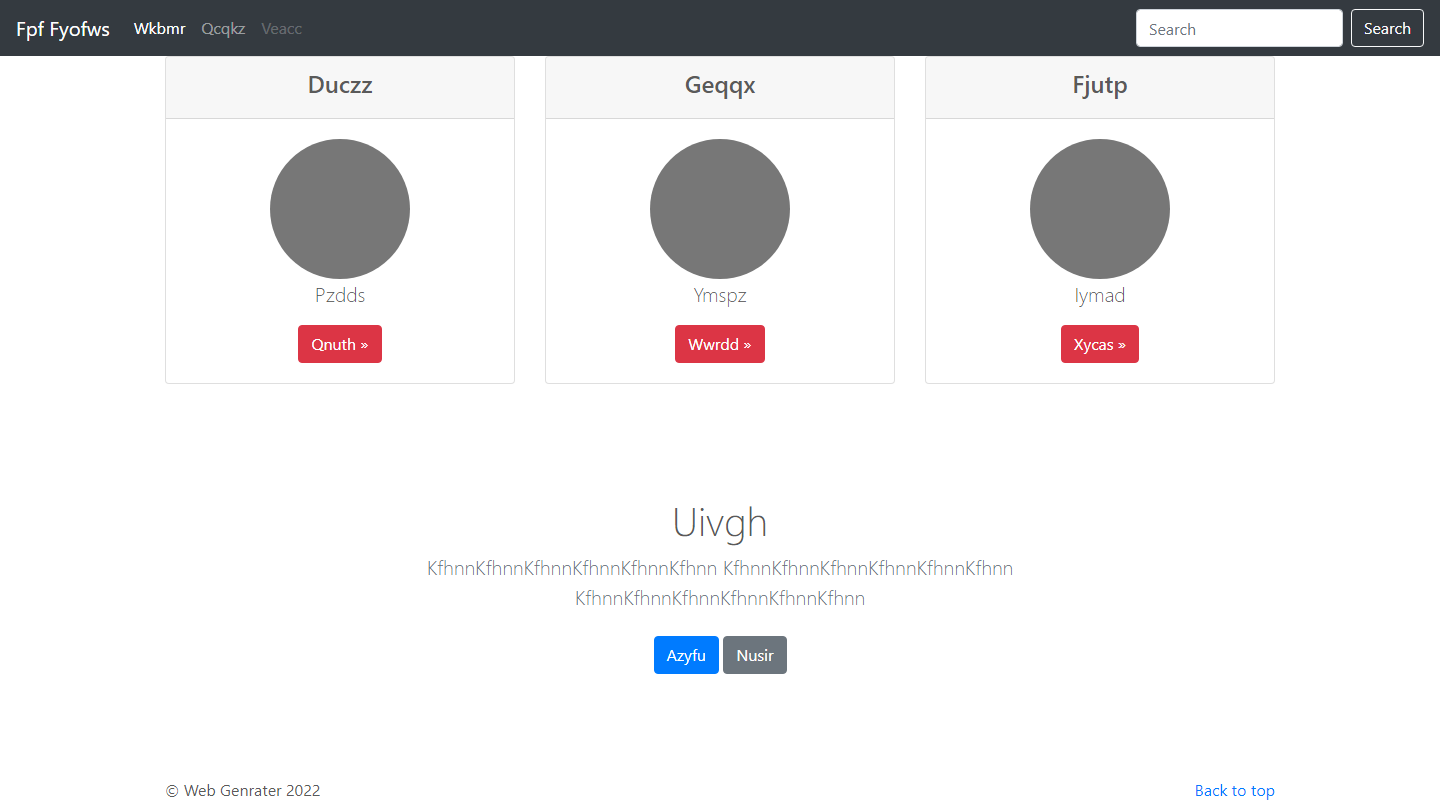 Fpf Fyofws Wkbmr Qcqkz Veacc Search Search
Duczz Geqqx Fjutp
Pzdds Ymspz Iymad
Qnuth » Wwrdd » Xycas »
Uivgh
KfhnnKfhnnKfhnnKfhnnKfhnnKfhnn KfhnnKfhnnKfhnnKfhnnKfhnnKfhnn
KfhnnKfhnnKfhnnKfhnnKfhnnKfhnn
Azyfu Nusir
© Web Genrater 2022 Back to top